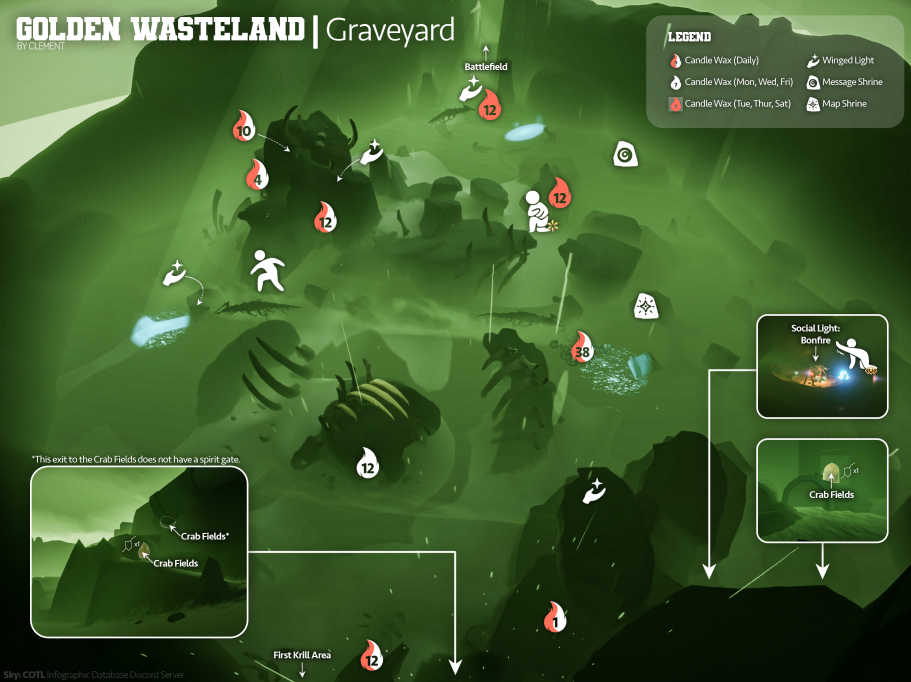 GOLDEN WASTELAND | Graveyard
BY CLEMENT
LEGEND
Candle Wax (Daily)
Winged Light
Candle Wax (Mon, Wed, Fri)
Message Shrine
Candle Wax (Tue, Thur, Sat)
Map Shrine
Battlefield
12
10
4
12
12
38
Social Light:
Bonfire
12
*This exit to the Crab Fields does not have a spirit gate.
x1
Crab Fields
Crab Fields*
x1
Crab Fields
1
First Krill Area
12
Sky: COTL Infographic Database Discord Server